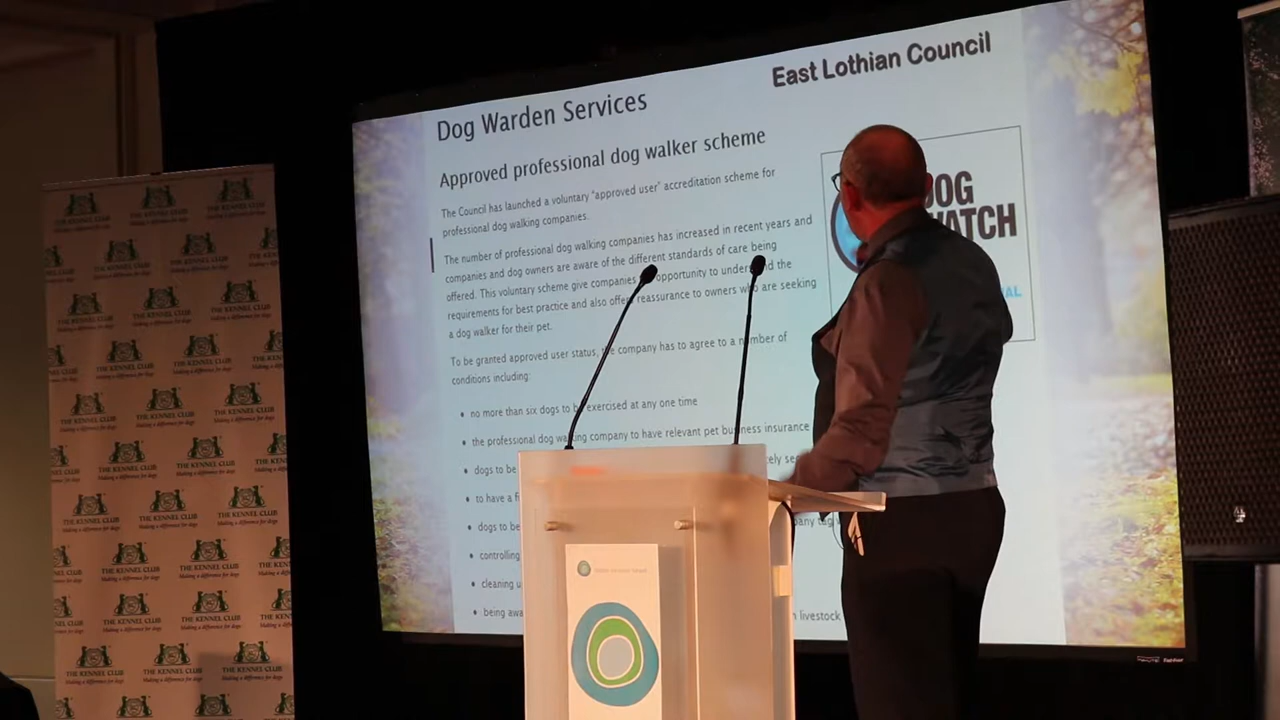 East Lothian Council
Dog Warden Services
Approved professional dog walker scheme
The Council has launched a voluntary "approved user" accreditation scheme for
professional dog walking companies.
The number of professional dog walking companies has increased in recent years and
companies and dog owners are aware of the different standards of care being
offered. This voluntary scheme give companies opportunity to understand the
requirements for best practice and also offers reassurance to owners who are seeking
a dog walker for their pet.
To be granted approved user status, the company has to agree to a number of
conditions including:
no more than six dogs to be exercised at any one time
the professional dog walking company to have relevant pet business insurance
dogs to be
to have a
dogs to be
tag
controlling
cleaning
being
livestock
DOG
WATCH
THE KENNEL CLUB
Making a difference for dogs